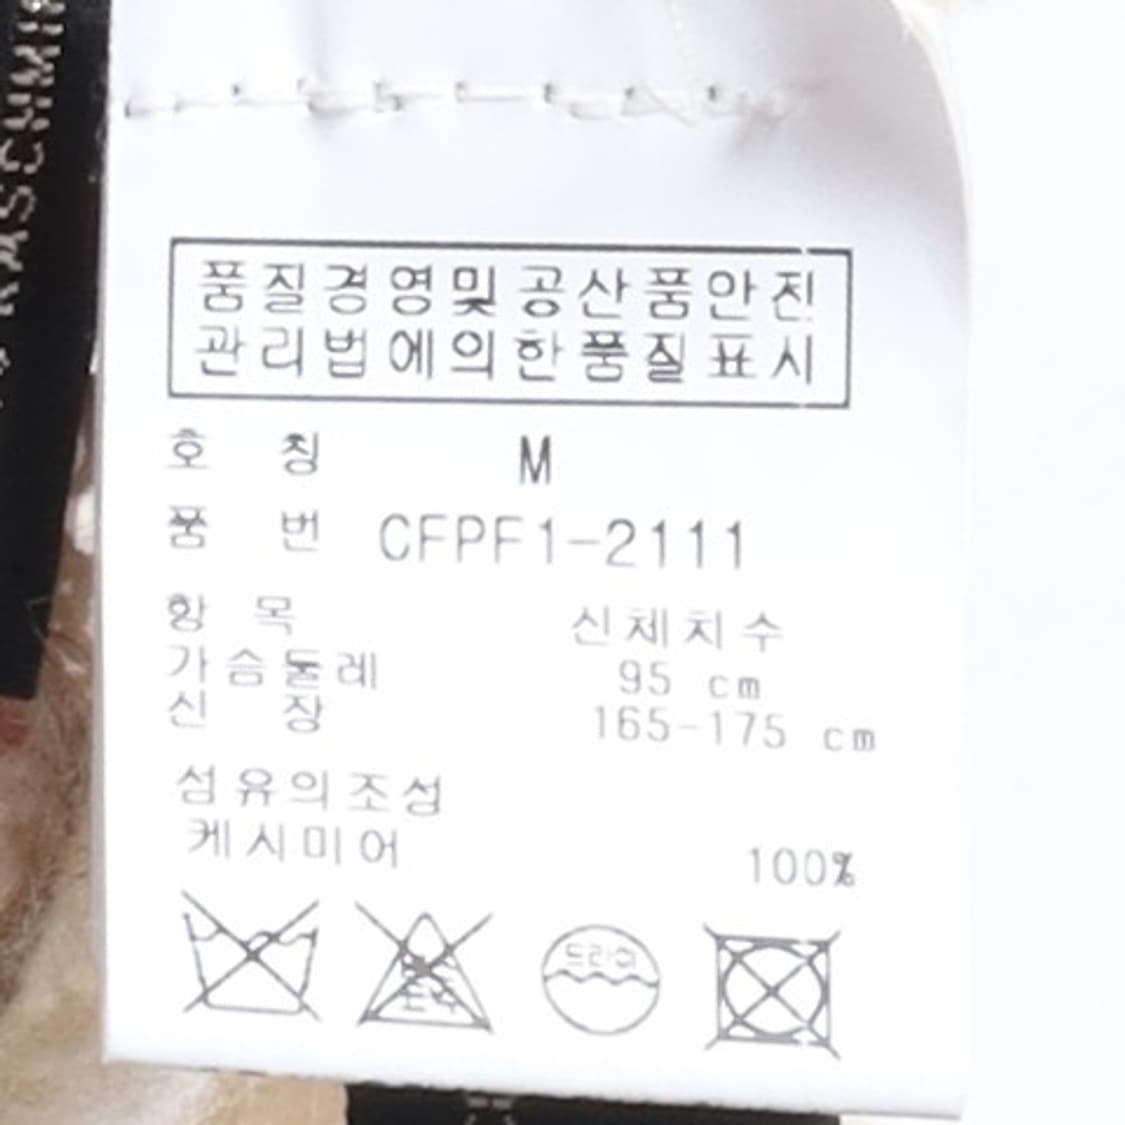 KASCHMIR
품질경영및공산품안전
관리법에의한품질표시
호 칭 M
품 번 CFPF1-2111
항 목 신체치수
가슴둘레 95 cm
신 장 165-175 cm
섬유의조성
케시미어 100%
드라이